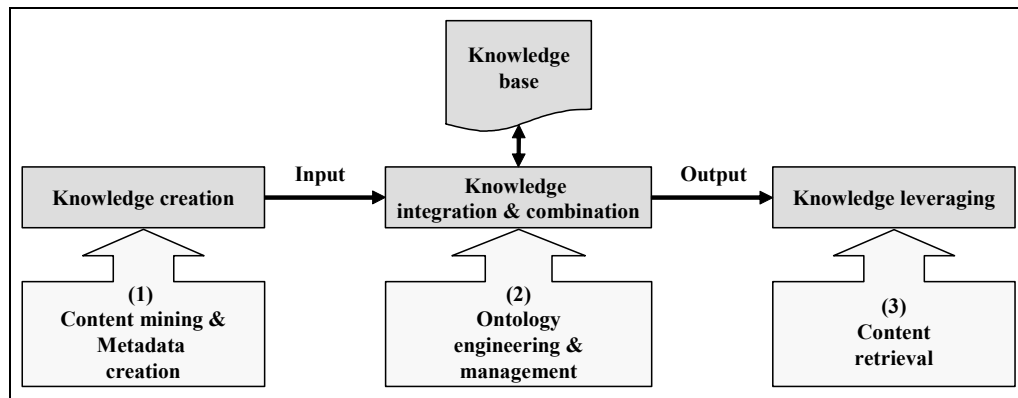 Knowledge
base
Input
Output
Knowledge creation
Knowledge
integration & combination
Knowledge leveraging
(1)
Content mining &
Metadata
creation
(2)
Ontology
engineering &
management
(3)
Content
retrieval